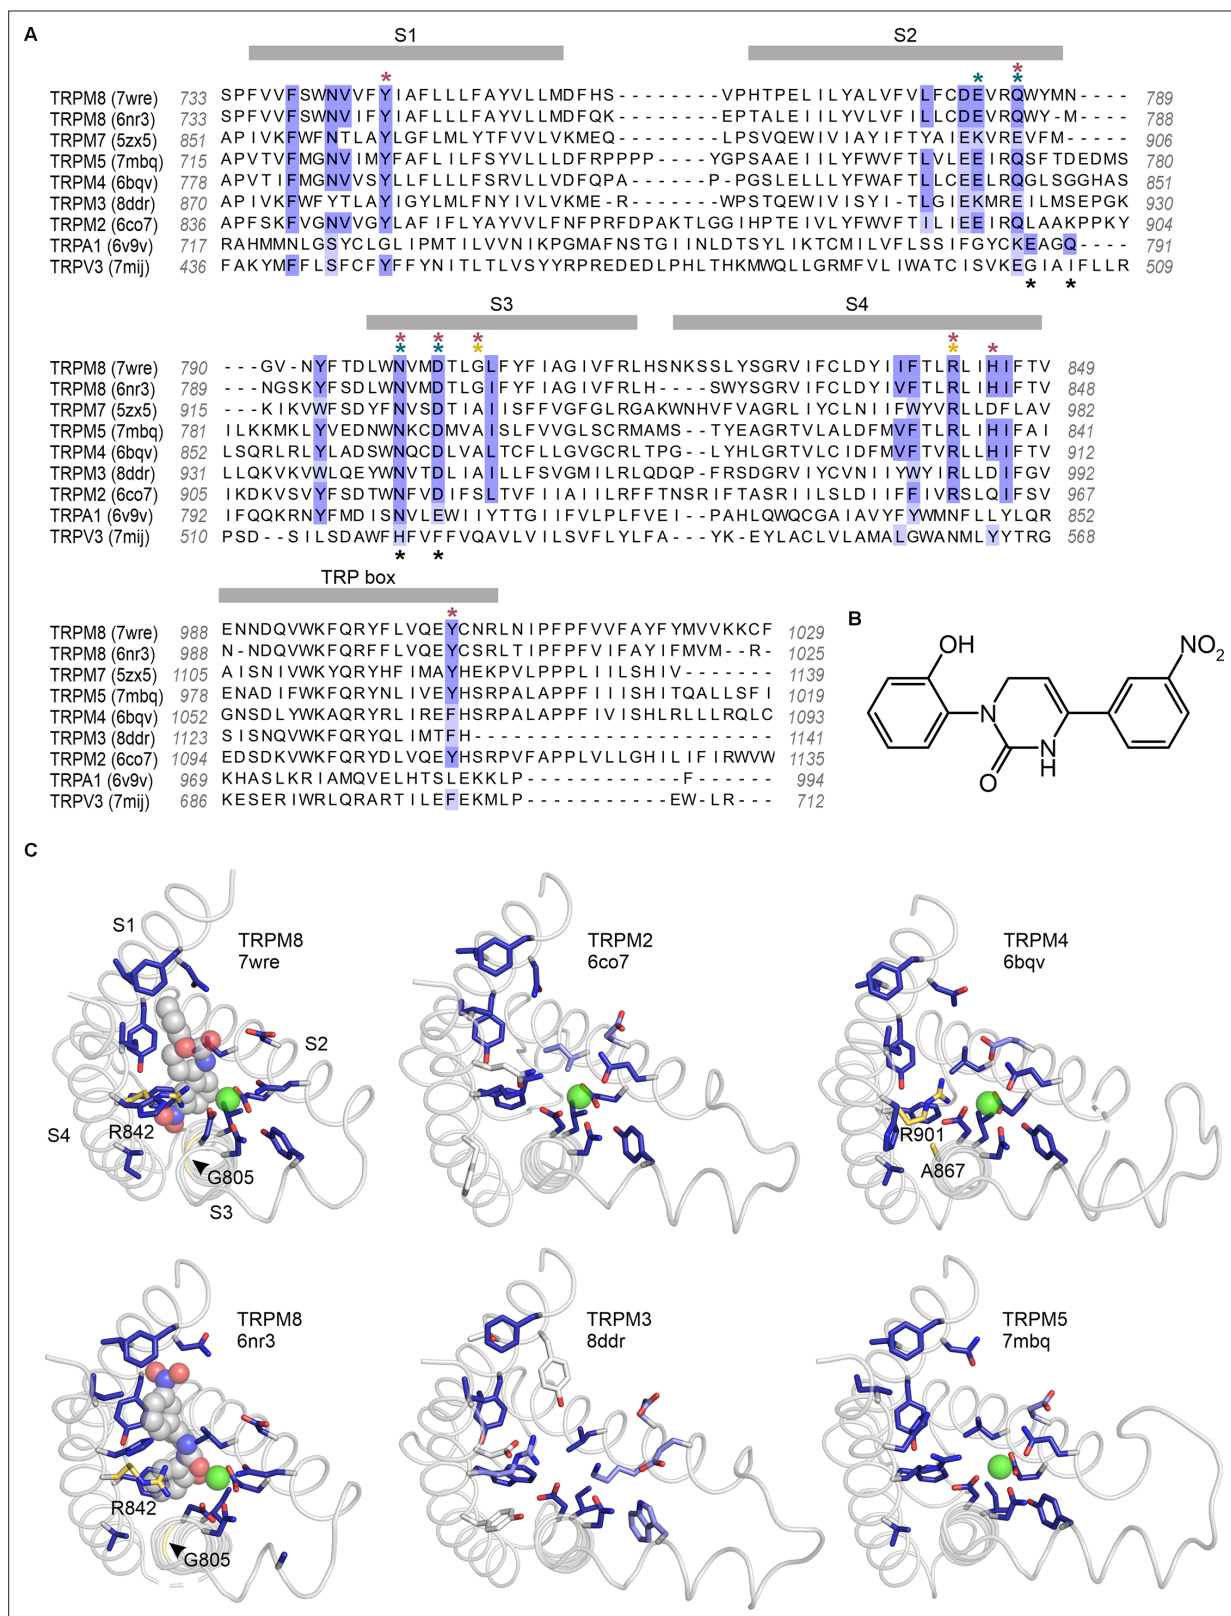 A
S1 S2
* * *
*
TRPM8 (7wre) 733 SPFVVFSWNVVFYIAFLLLFAYVLLMDFHS--------VPHTPELILYALVFVLFCDEVRQWYMN---- 789
TRPM8 (6nr3) 733 SPFVVFSWNVIFYIAFLLLFAYVLLMDFQK--------EPTALEIILYVLVFILLCDEVRQWY-M---- 788
TRPM7 (5zx5) 851 APIVKFWFNTLAYLGFLMLYTFVVLVKMEQ--------LPSVQEWIVIAYIFTYAIEKVREVFM---- 906
TRPM5 (7mbq) 715 APVTVFMGNVIMYFAFLILFSYVLLLDFRPPPP------YGPSAAEIILYFWVFTLVLEEIRQSFTDEDMS 780
TRPM4 (6bqv) 778 APVTIFMGNVVSYLLFLLLFSRVLLVDFQPA------P-PGSLELLLYFWAFTLLCEELRQGLSGGHAS 851
TRPM3 (8ddr) 870 APIVKFWFYTLAYIGYLMLFNYIVLVKME-R-------WPSTQEWIVISYI-TLGIEKMREILMSEPGK 930
TRPM2 (6co7) 836 APFSKFVGNVVGYLAFIFLYAYVVLFNFPRFDPAKTLGGIHPTEIVLYFWVFTILIEEIRQLAAKPPKY 904
TRPA1 (6v9v) 717 RAHMMNLGSYCLGLIPMTILVVNIKPGMAFNSTGIINLDTSYLIKTCMILVFLSSIFGYCKEAGQ---- 791
TRPV3 (7mij) 436 FAKYMFFLSFCFYFFYNITLTLVSYYRPREDEDLPHLTHKMWQLLGRMFVLIWATCISVKEGIAIFLLR 509
* *
S3 S4
* * * * *
* * * *
TRPM8 (7wre) 790 ---GV-NYFTDLWNVMDTLGLFYFIAGIVFRLHSNKSSLYSGRVIFCLDYIIFTLRLIHIFTV 849
TRPM8 (6nr3) 789 ---NGSKYFSDLWNVMDTLGIFYFIAGIVFRLH----SWYSGRVIFCLDYIVFTLRLIHIFTV 848
TRPM7 (5zx5) 915 ---KIKVWFSDYFNVSDTIAIISFFVGFGLRGAKWNHVFVAGRLIYCLNIIFWYVRLLDFLAV 982
TRPM5 (7mbq) 781 ILKKMKLYVEDNWNKCDMVAISLFVVGLSCRMAMS---TYEAGRTVLALDFMVFTLRLIHIFAI 841
TRPM4 (6bqv) 852 LSQRLRLYLADSWNQCDLVALTCFLLGVGCRLTPG----LYHLGRTVLCIDFMVFTVRLLHIFTV 912
TRPM3 (8ddr) 931 LLQKVKVWLQEYWNVTDLIAILLFSVGMILRLQDQP--FRSDGRVIYCVNIIYWYIRLLDIFGV 992
TRPM2 (6co7) 905 IKDKVSVYFSDTWNFVDIFSLTVFIIAIILRFFTNSRIFTASRIILSLDIIFFIVRSLQIFSV 967
TRPA1 (6v9v) 792 IFQQKRNYFMDISNVLEWIIYTTGIIFVLPLFVEI---PAHLQWQCGAIAVYFYWMNFLLYLQR 852
TRPV3 (7mij) 510 PSD--SILSDAWFHFVFFVQAVLVILSVFLYLFA---YK-EYLACLVLAMALGWANMLYYTRG 568
* *
TRP box
*
TRPM8 (7wre) 988 ENNDQVWKFQRYFLVQEYCNRLNIPFPFVVFAYFYMVVKKCF 1029
TRPM8 (6nr3) 988 N-NDQVWKFQRFFLVQEYCSRLTIPFPFVIFAYIFMVM--R- 1025
TRPM7 (5zx5) 1105 AISNIVWKYQRYHFIMAYHEKPVLPPPLIILSHIV----- 1139
TRPM5 (7mbq) 978 ENADIIFWKFQRYNLIVEYHSRPALAPPFIIISHITQALLSFI 1019
TRPM4 (6bqv) 1052 GNSDLYWKAQRYRLIREFHSRPALAPPFIVISHLRLLLRQLC 1093
TRPM3 (8ddr) 1123 SISNQVWKFQRYQLIMTFH----------------------- 1141
TRPM2 (6co7) 1094 EDSDKVWKFQRYDLVQEYHSRPVFAPPLVLLGHILIFIRWVW 1135
TRPA1 (6v9v) 969 KHASLKRIAMQVELHTSLEKKLP------------F------ 994
TRPV3 (7mij) 686 KESERIWRLQRARTILEFEKMLP-----------EW-LR--- 712
B
OH
NO2
N
N
H
O
C
S1
TRPM8
7wre
S2
S4
R842
G805
S3
TRPM2
6co7
TRPM4
6bqv
R901
A867
TRPM8
6nr3
R842
G805
TRPM3
8ddr
TRPM5
7mbq